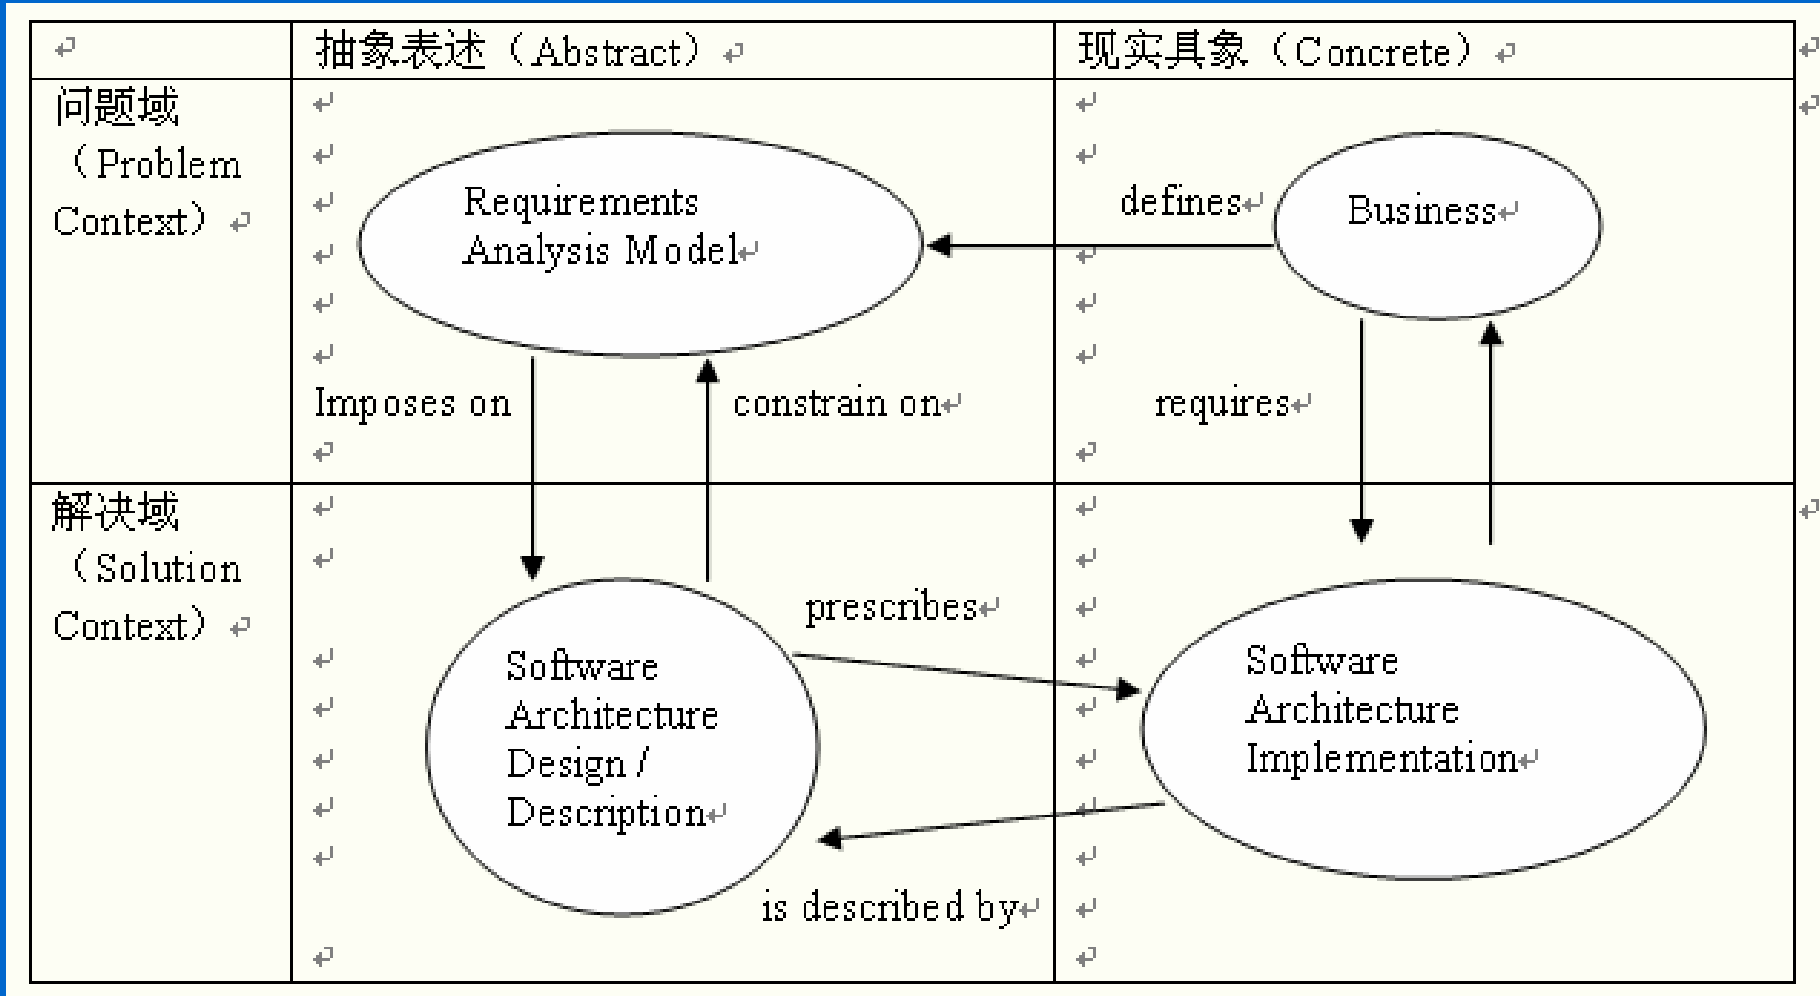 抽象表述（Abstract）
现实具象（Concrete）
问题域
（Problem
Context）
Requirements
Analysis Model
defines
Business
Imposes on
constrain on
requires
解决域
（Solution
Context）
Software
Architecture
Design /
Description
prescribes
is described by
Software
Architecture
Implementation